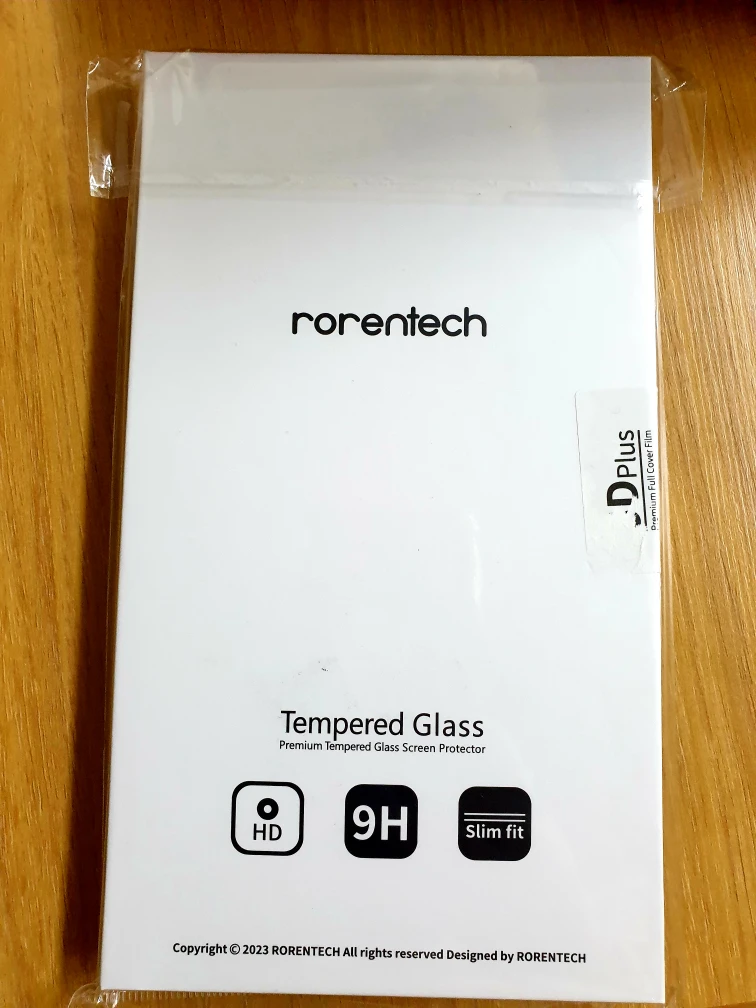 rorentech
DPlus
Premium Full Cover Film
Tempered Glass
Premium Tempered Glass Screen Protector
HD
9H
Slim fit
Copyright © 2023 RORENTECH All rights reserved Designed by RORENTECH